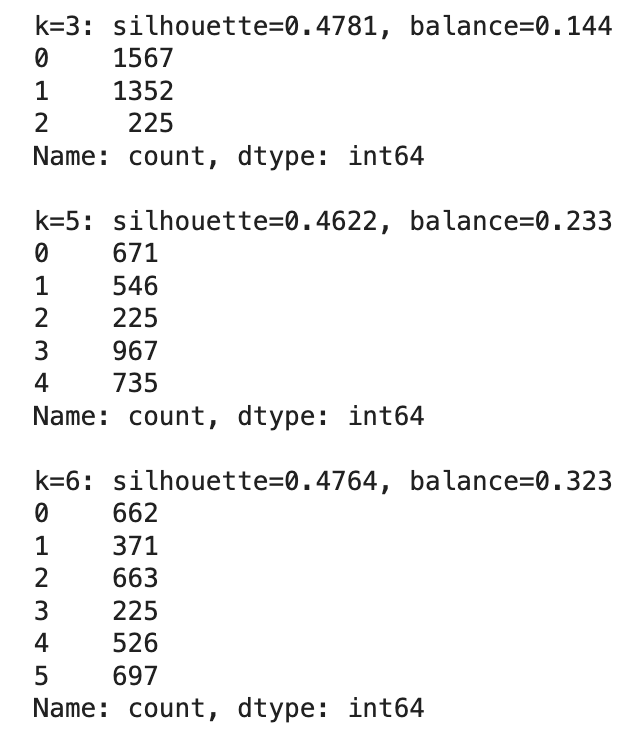 k=3: silhouette=0.4781, balance=0.144
0    1567
1    1352
2     225
Name: count, dtype: int64

k=5: silhouette=0.4622, balance=0.233
0    671
1    546
2    225
3    967
4    735
Name: count, dtype: int64

k=6: silhouette=0.4764, balance=0.323
0    662
1    371
2    663
3    225
4    526
5    697
Name: count, dtype: int64